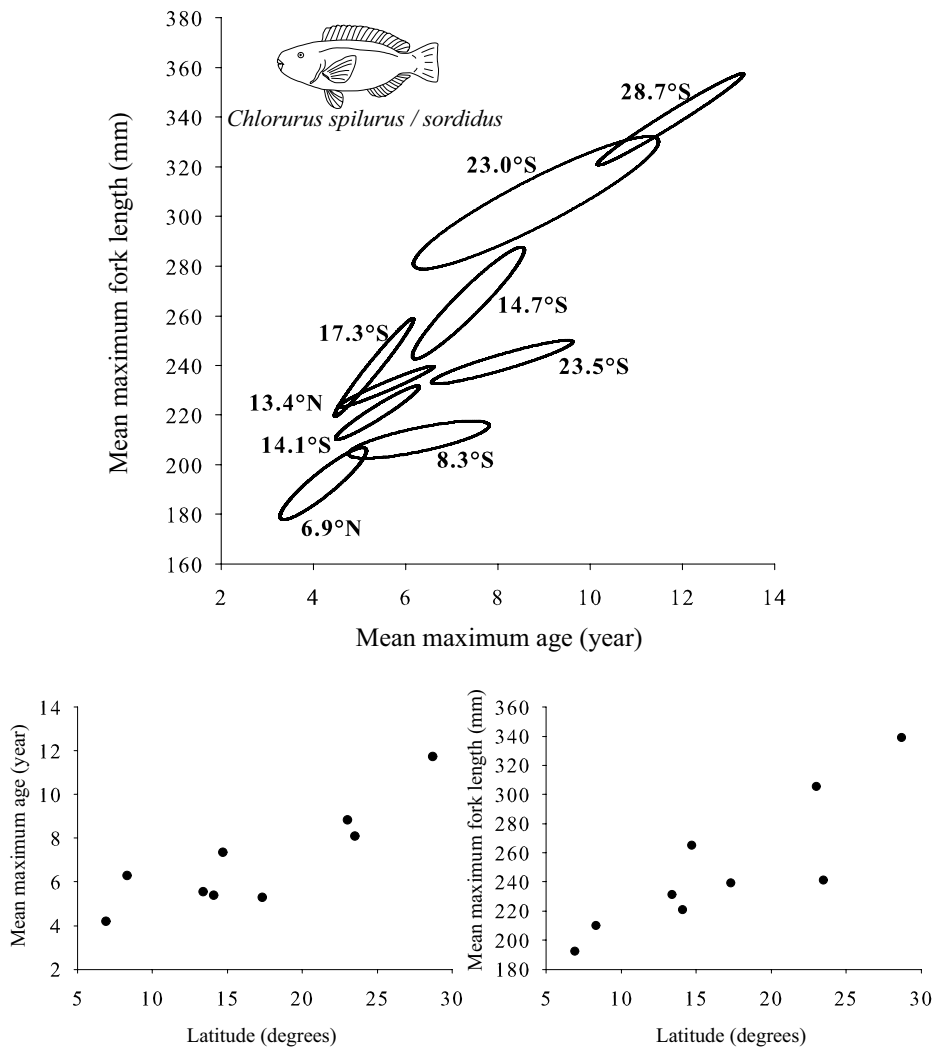 380
360
340
320
300
280
260
240
220
200
180
160
Mean maximum fork length (mm)
Chlorurus spilurus / sordidus
28.7°S
23.0°S
14.7°S
17.3°S
23.5°S
13.4°N
14.1°S
8.3°S
6.9°N
2 4 6 8 10 12 14
Mean maximum age (year)
14
12
10
8
6
4
2
Mean maximum age (year)
5 10 15 20 25 30
Latitude (degrees)
360
340
320
300
280
260
240
220
200
180
Mean maximum fork length (mm)
5 10 15 20 25 30
Latitude (degrees)